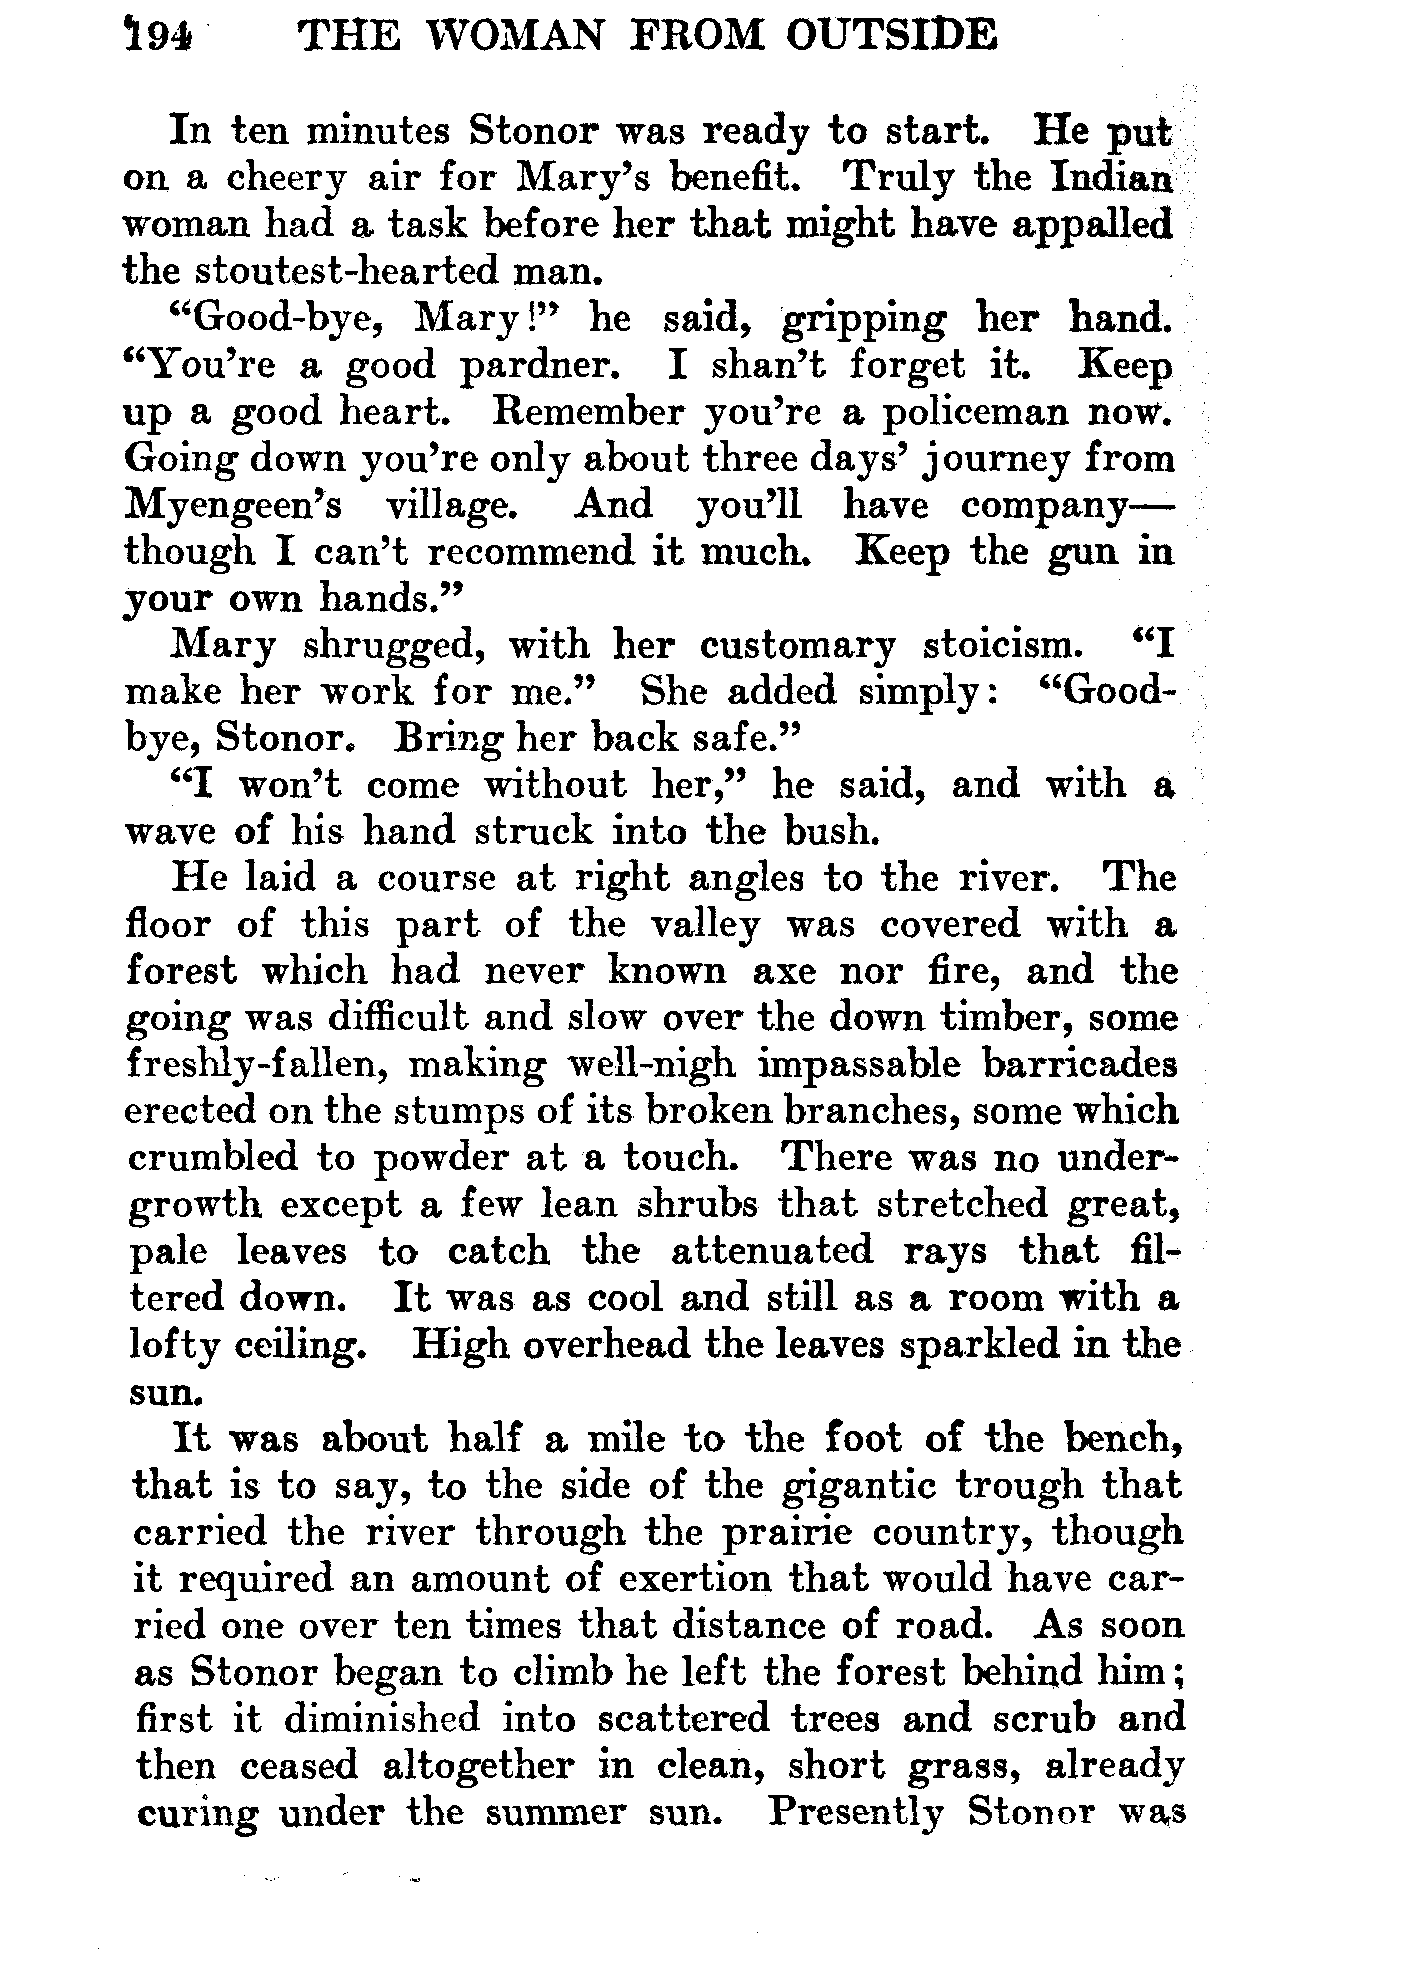 194 THE WOMAN FROM OUTSIDE
In ten minutes Stonor was ready to start. He put
on a cheery air for Mary's benefit. Truly the Indian
woman had a task before her that might have appalled
the stoutest-hearted man.
“Good-bye, Mary!” he said, gripping her hand.
“You're a good pardner. I shan't forget it. Keep
up a good heart. Remember you're a policeman now.
Going down you're only about three days' journey from
Myengeen's village. And you'll have company—
though I can't recommend it much. Keep the gun in
your own hands.”
Mary shrugged, with her customary stoicism. “I
make her work for me.” She added simply: “Good-
bye, Stonor. Bring her back safe.”
“I won't come without her,” he said, and with a
wave of his hand struck into the bush.
He laid a course at right angles to the river. The
floor of this part of the valley was covered with a
forest which had never known axe nor fire, and the
going was difficult and slow over the down timber, some
freshly-fallen, making well-nigh impassable barricades
erected on the stumps of its broken branches, some which
crumbled to powder at a touch. There was no under-
growth except a few lean shrubs that stretched great,
pale leaves to catch the attenuated rays that fil-
tered down. It was as cool and still as a room with a
lofty ceiling. High overhead the leaves sparkled in the
sun.
It was about half a mile to the foot of the bench,
that is to say, to the side of the gigantic trough that
carried the river through the prairie country, though
it required an amount of exertion that would have car-
ried one over ten times that distance of road. As soon
as Stonor began to climb he left the forest behind him;
first it diminished into scattered trees and scrub and
then ceased altogether in clean, short grass, already
curing under the summer sun. Presently Stonor was